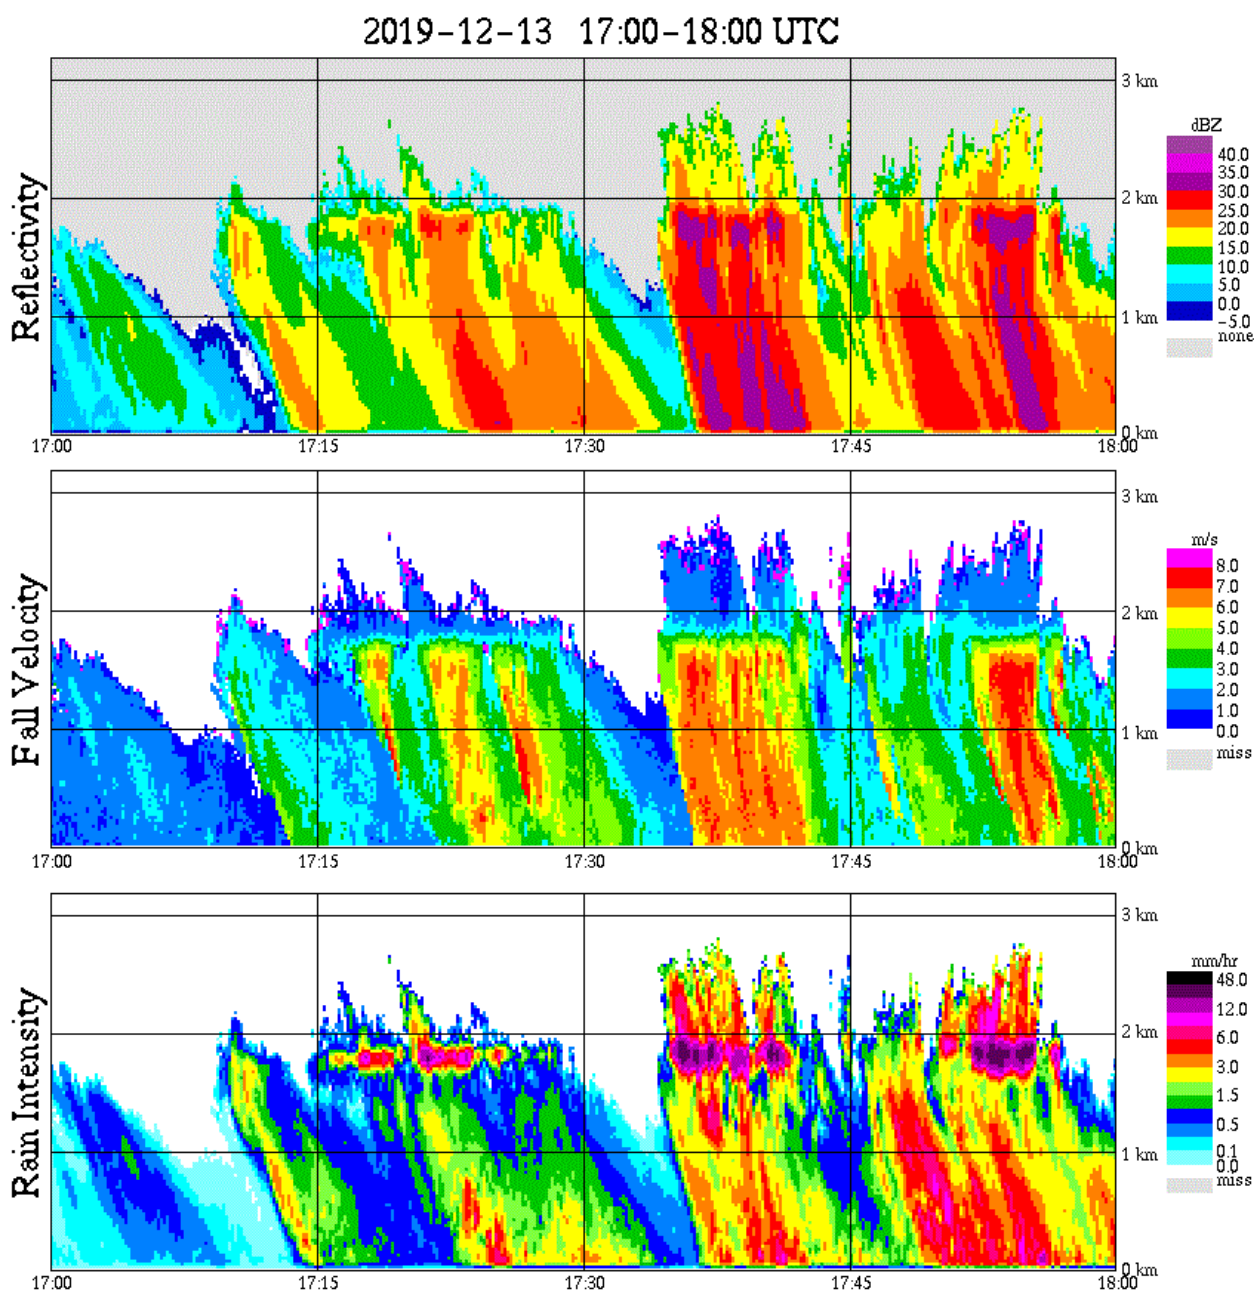 2019-12-13 17:00-18:00 UTC
Reflectivity
3 km
2 km
1 km
0 km
17:00 17:15 17:30 17:45 18:00
dBZ
40.0
35.0
30.0
25.0
20.0
15.0
10.0
5.0
0.0
-5.0
none
Fall Velocity
3 km
2 km
1 km
0 km
17:00 17:15 17:30 17:45 18:00
m/s
8.0
7.0
6.0
5.0
4.0
3.0
2.0
1.0
0.0
miss
Rain Intensity
3 km
2 km
1 km
0 km
17:00 17:15 17:30 17:45 18:00
mm/hr
48.0
12.0
6.0
3.0
1.5
0.5
0.1
0.0
miss